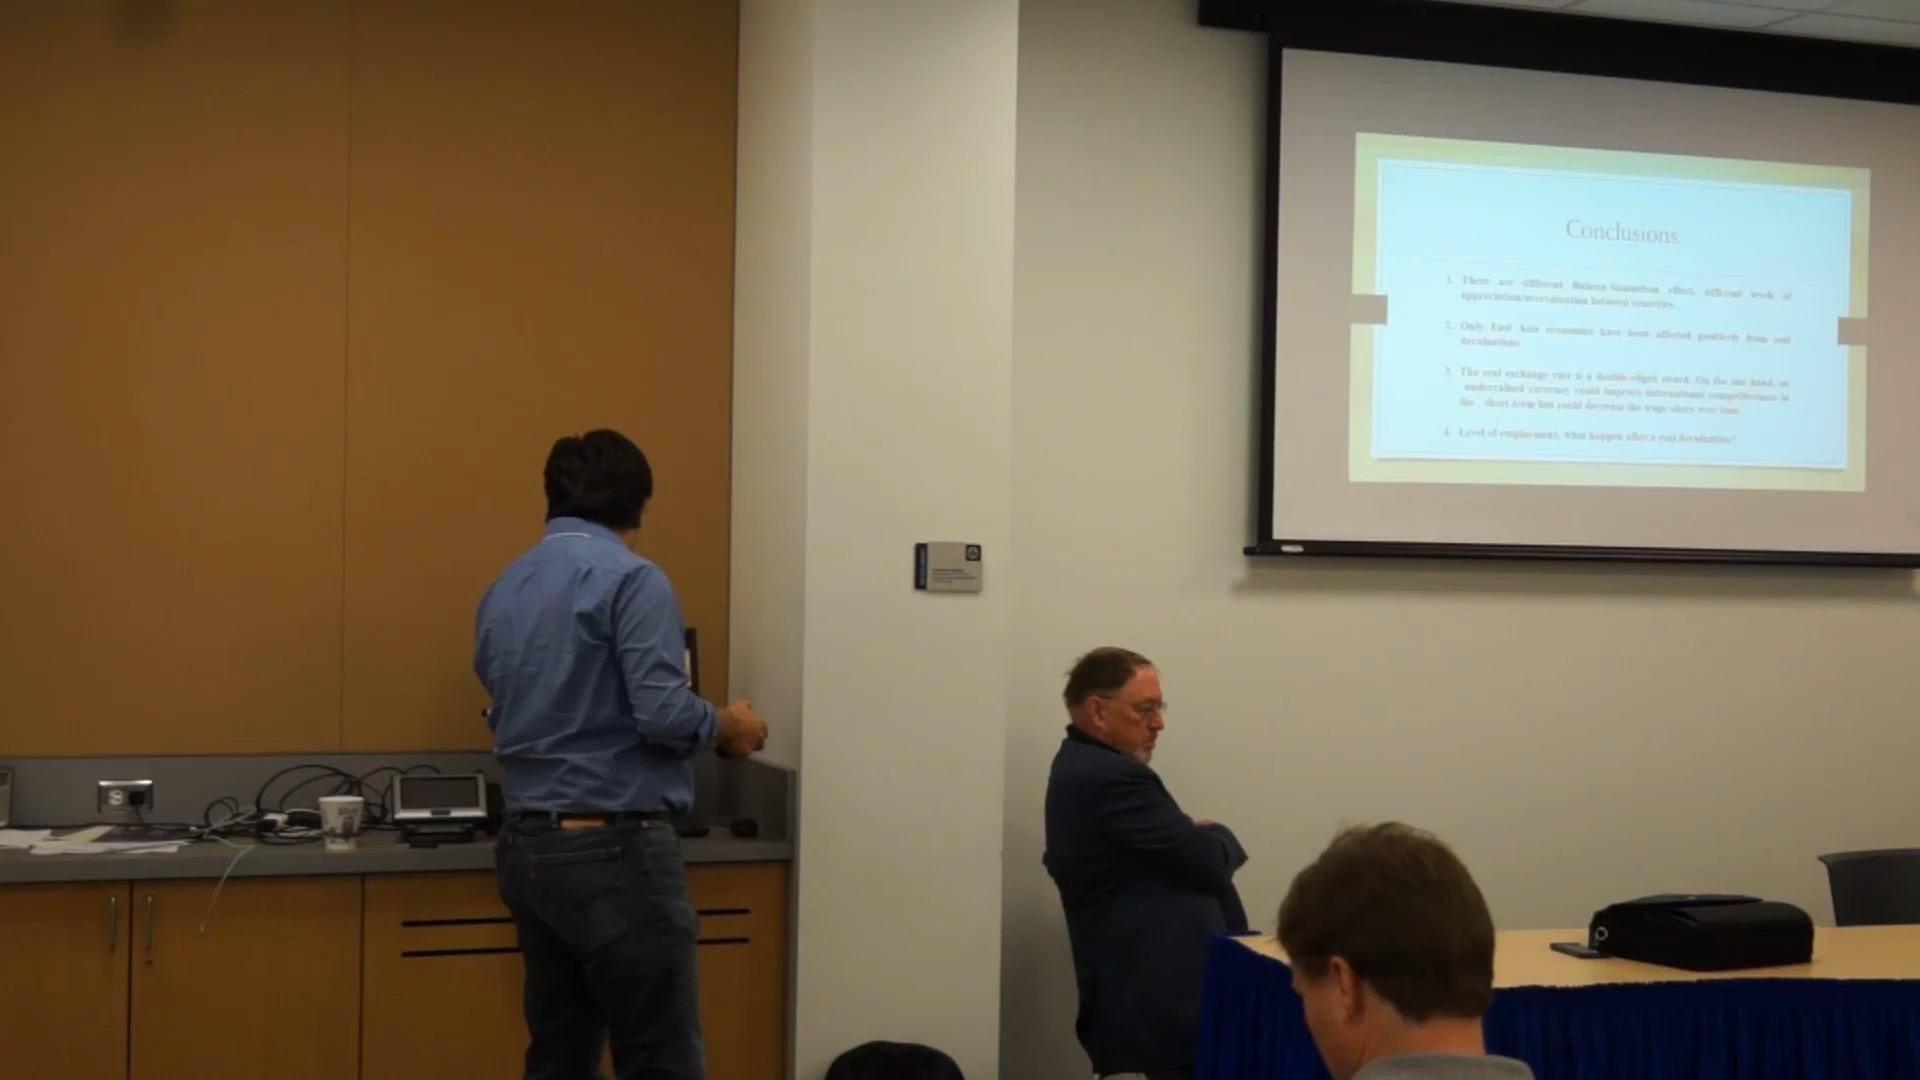 Conclusions
1. There are different Balassa-Samuelson effect, different levels of
appreciation/overvaluation between countries.
2. Only East Asia economies have been affected positively from real
devaluations
3. The real exchange rate is a double-edged sword. On the one hand, an
undervalued currency could improve international competitiveness in
the short-term but could decrease the wage-share over time.
4. Level of employment, what happen after a real devaluation?